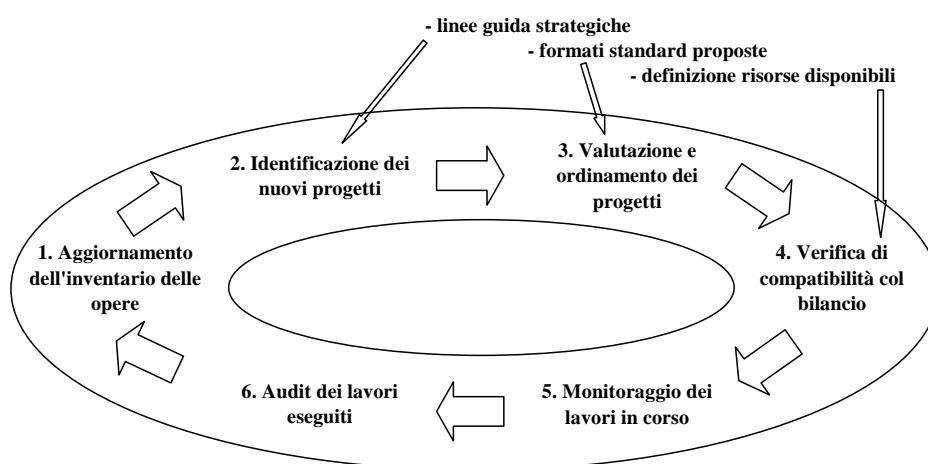 - linee guida strategiche
- formati standard proposte
- definizione risorse disponibili
2. Identificazione dei
nuovi progetti
3. Valutazione e
ordinamento dei
progetti
1. Aggiornamento
dell'inventario delle
opere
4. Verifica di
compatibilità col
bilancio
6. Audit dei lavori
eseguiti
5. Monitoraggio dei
lavori in corso